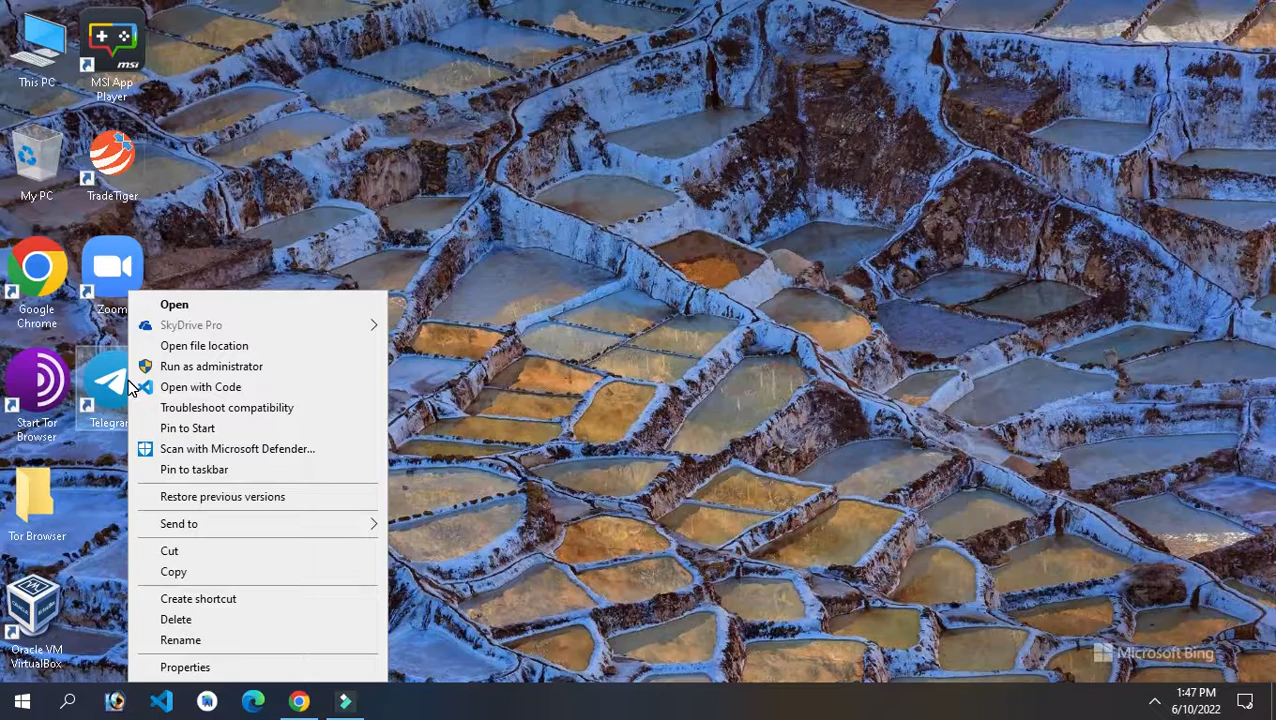 This PC
MSI App
Player
msi
My PC
TradeTiger
Google
Chrome
Zoom
Start Tor
Browser
Telegra
Tor Browser
Oracle VM
VirtualBox
Open
SkyDrive Pro
Open file location
Run as administrator
Open with Code
Troubleshoot compatibility
Pin to Start
Scan with Microsoft Defender...
Pin to taskbar
Restore previous versions
Send to
Cut
Copy
Create shortcut
Delete
Rename
Properties
Microsoft Bing
1:47 PM
6/10/2022